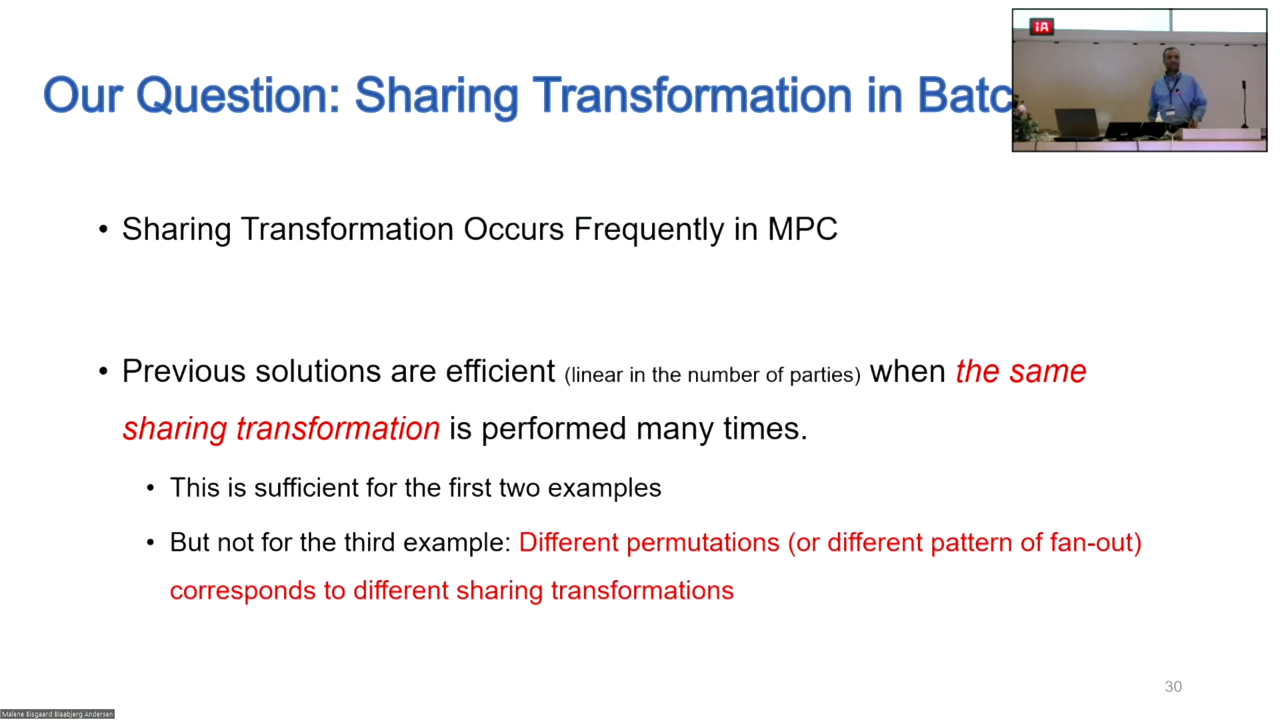 Our Question: Sharing Transformation in Batc
iA
• Sharing Transformation Occurs Frequently in MPC
• Previous solutions are efficient (linear in the number of parties) when the same
sharing transformation is performed many times.
• This is sufficient for the first two examples
• But not for the third example: Different permutations (or different pattern of fan-out)
corresponds to different sharing transformations
30
Malene Eisgaard Blaabjerg Andersen